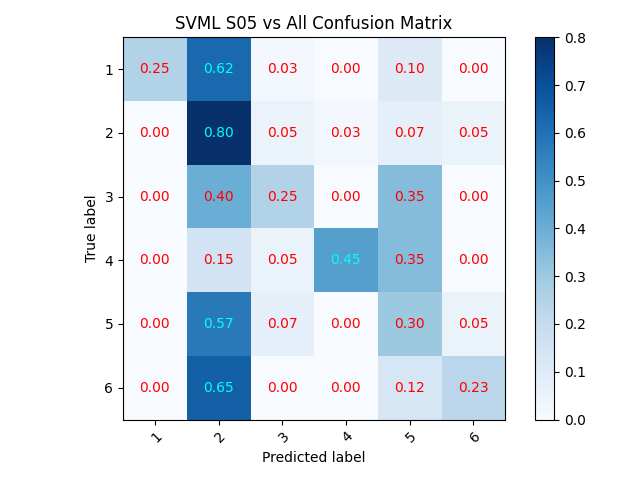 SVML S05 vs All Confusion Matrix
True label
1 0.25 0.62 0.03 0.00 0.10 0.00
2 0.00 0.80 0.05 0.03 0.07 0.05
3 0.00 0.40 0.25 0.00 0.35 0.00
4 0.00 0.15 0.05 0.45 0.35 0.00
5 0.00 0.57 0.07 0.00 0.30 0.05
6 0.00 0.65 0.00 0.00 0.12 0.23
1 2 3 4 5 6
Predicted label
0.8
0.7
0.6
0.5
0.4
0.3
0.2
0.1
0.0